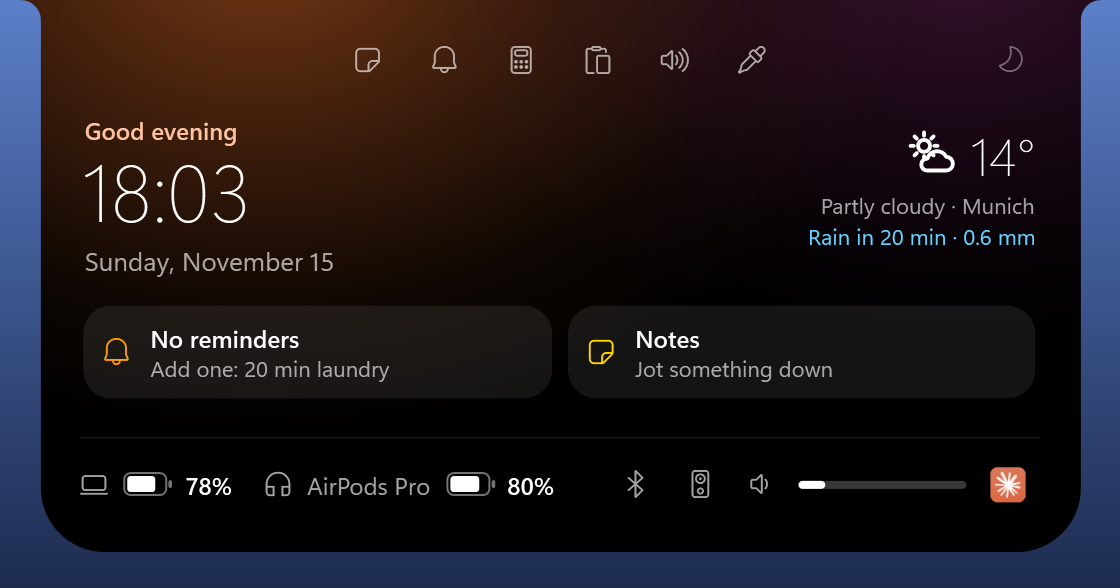 Good evening
18:03
Sunday, November 15
14°
Partly cloudy · Munich
Rain in 20 min · 0.6 mm
No reminders
Add one: 20 min laundry
Notes
Jot something down
78%
AirPods Pro
80%